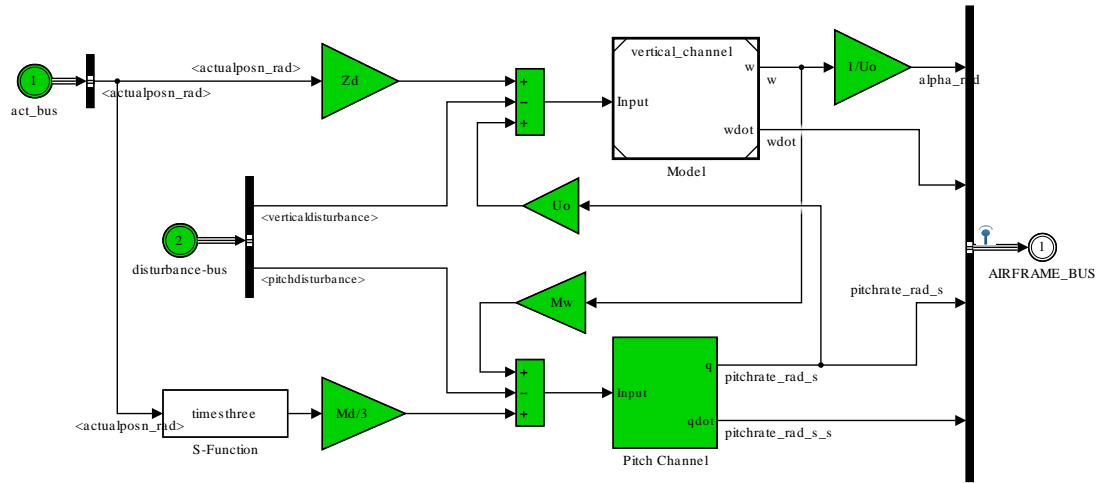 1
act_bus
<actualposn_rad>
<actualposn_rad>
Zd
+
−
+
vertical_channel
Input
w
wdot
Model
w
wdot
1/Uo
alpha_rad
Uo
2
disturbance-bus
<verticaldisturbance>
<pitchdisturbance>
Mw
1
AIRFRAME_BUS
pitchrate_rad_s
<actualposn_rad>
timesthree
S-Function
Md/3
+
−
+
Input
q
qdot
Pitch Channel
pitchrate_rad_s
pitchrate_rad_s_s